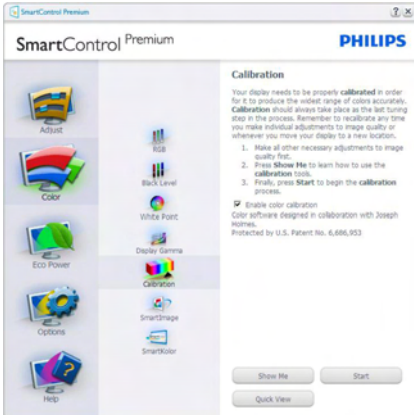 SmartControl Premium
SmartControl Premium
PHILIPS
Adjust
Color
Eco Power
Options
Help
RGB
Black Level
White Point
Display Gamma
Calibration
SmartImage
SmartKolor
Calibration
Your display needs to be properly calibrated in order
for it to produce the widest range of colors accurately.
Calibration should always take place as the last tuning
step in the process. Remember to recalibrate any time
you make individual adjustments to image quality or
whenever you move your display to a new location.
1. Make all other necessary adjustments to image
quality first.
2. Press Show Me to learn how to use the
calibration tools.
3. Finally, press Start to begin the calibration
process.
Enable color calibration
Color software designed in collaboration with Joseph
Holmes.
Protected by U.S. Patent No. 6,686,953
Show Me
Start
Quick View